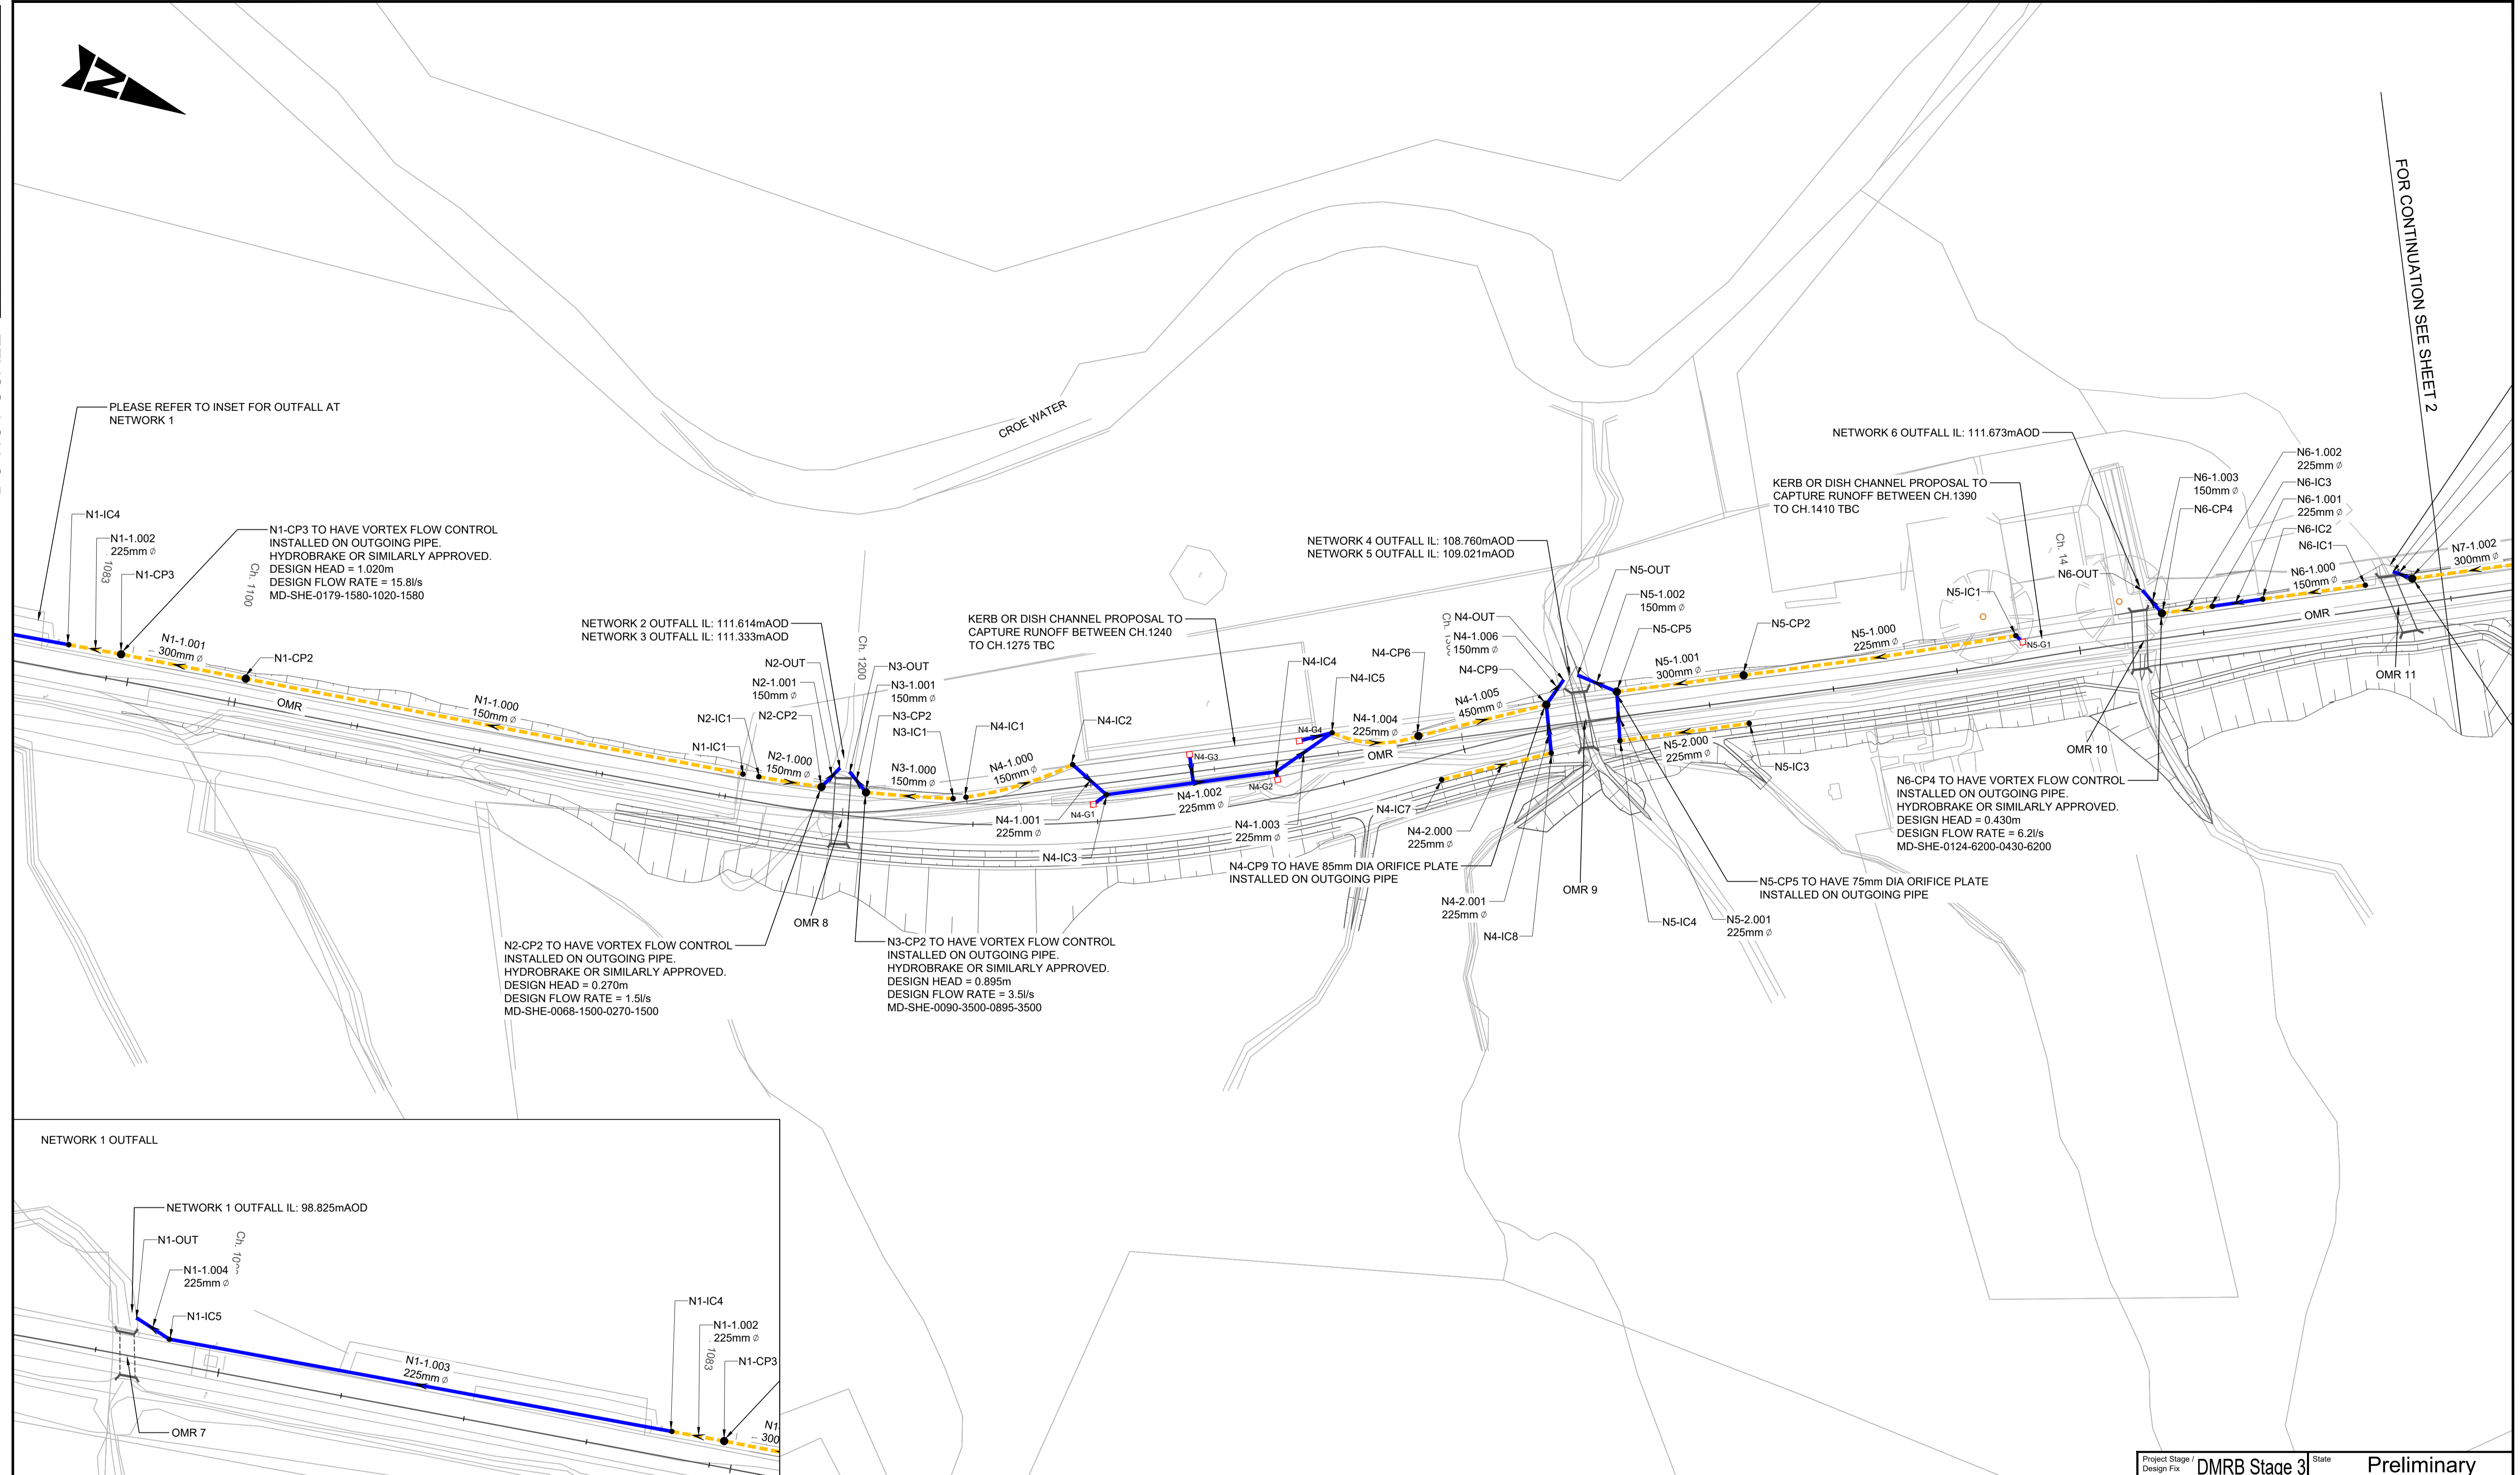 N
FOR CONTINUATION SEE SHEET 2
CROE WATER
PLEASE REFER TO INSET FOR OUTFALL AT
NETWORK 1
N1-IC4
N1-1.002
225mm ⌀
1083
N1-CP3
Ch. 1100
N1-CP3 TO HAVE VORTEX FLOW CONTROL
INSTALLED ON OUTGOING PIPE.
HYDROBRAKE OR SIMILARLY APPROVED.
DESIGN HEAD = 1.020m
DESIGN FLOW RATE = 15.8l/s
MD-SHE-0179-1580-1020-1580
N1-1.001
300mm ⌀
N1-CP2
OMR
N1-1.000
150mm ⌀
NETWORK 2 OUTFALL IL: 111.614mAOD
NETWORK 3 OUTFALL IL: 111.333mAOD
Ch. 1200
N2-OUT
N2-1.001
150mm ⌀
N2-IC1
N2-CP2
N1-IC1
N2-1.000
150mm ⌀
N3-OUT
N3-1.001
150mm ⌀
N3-CP2
N3-IC1
N3-1.000
150mm ⌀
N4-IC1
N4-1.000
150mm ⌀
N4-IC2
KERB OR DISH CHANNEL PROPOSAL TO
CAPTURE RUNOFF BETWEEN CH.1240
TO CH.1275 TBC
N4-IC4
N4-IC5
N4-G4
N4-G3
N4-G2
N4-G1
N4-1.001
225mm ⌀
N4-1.002
225mm ⌀
N4-IC3
N4-1.003
225mm ⌀
N4-1.004
225mm ⌀
OMR
N4-CP6
N4-1.005
450mm ⌀
NETWORK 4 OUTFALL IL: 108.760mAOD
NETWORK 5 OUTFALL IL: 109.021mAOD
N4-OUT
N4-1.006
150mm ⌀
N4-CP9
N5-OUT
N5-1.002
150mm ⌀
N5-CP5
N5-1.001
300mm ⌀
N5-CP2
N5-1.000
225mm ⌀
N5-IC1
N5-G1
N5-2.000
225mm ⌀
N5-IC3
N4-IC7
N4-2.000
225mm ⌀
N4-CP9 TO HAVE 85mm DIA ORIFICE PLATE
INSTALLED ON OUTGOING PIPE
N4-2.001
225mm ⌀
N4-IC8
OMR 9
N5-IC4
N5-2.001
225mm ⌀
N5-CP5 TO HAVE 75mm DIA ORIFICE PLATE
INSTALLED ON OUTGOING PIPE
KERB OR DISH CHANNEL PROPOSAL TO
CAPTURE RUNOFF BETWEEN CH.1390
TO CH.1410 TBC
NETWORK 6 OUTFALL IL: 111.673mAOD
Ch. 14
N6-OUT
N6-1.003
150mm ⌀
N6-CP4
N6-1.002
225mm ⌀
N6-IC3
N6-1.001
225mm ⌀
N6-IC2
N6-IC1
N6-1.000
150mm ⌀
N7-1.002
300mm ⌀
OMR
OMR 11
OMR 10
N6-CP4 TO HAVE VORTEX FLOW CONTROL
INSTALLED ON OUTGOING PIPE.
HYDROBRAKE OR SIMILARLY APPROVED.
DESIGN HEAD = 0.430m
DESIGN FLOW RATE = 6.2l/s
MD-SHE-0124-6200-0430-6200
OMR 8
N2-CP2 TO HAVE VORTEX FLOW CONTROL
INSTALLED ON OUTGOING PIPE.
HYDROBRAKE OR SIMILARLY APPROVED.
DESIGN HEAD = 0.270m
DESIGN FLOW RATE = 1.5l/s
MD-SHE-0068-1500-0270-1500
N3-CP2 TO HAVE VORTEX FLOW CONTROL
INSTALLED ON OUTGOING PIPE.
HYDROBRAKE OR SIMILARLY APPROVED.
DESIGN HEAD = 0.895m
DESIGN FLOW RATE = 3.5l/s
MD-SHE-0090-3500-0895-3500
NETWORK 1 OUTFALL
NETWORK 1 OUTFALL IL: 98.825mAOD
N1-OUT
N1-1.004
225mm ⌀
N1-IC5
N1-1.003
225mm ⌀
N1-IC4
N1-1.002
225mm ⌀
1083
N1-CP3
N1
300
OMR 7
Project Stage /
Design Fix
DMRB Stage 3
State
Preliminary